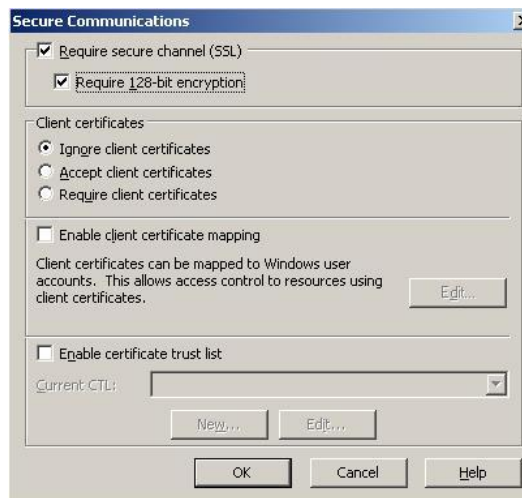 Secure Communications
Require secure channel (SSL)
Require 128-bit encryption
Client certificates
Ignore client certificates
Accept client certificates
Require client certificates
Enable client certificate mapping
Client certificates can be mapped to Windows user
accounts. This allows access control to resources using
client certificates.
Edit...
Enable certificate trust list
Current CTL:
New...
Edit...
OK
Cancel
Help